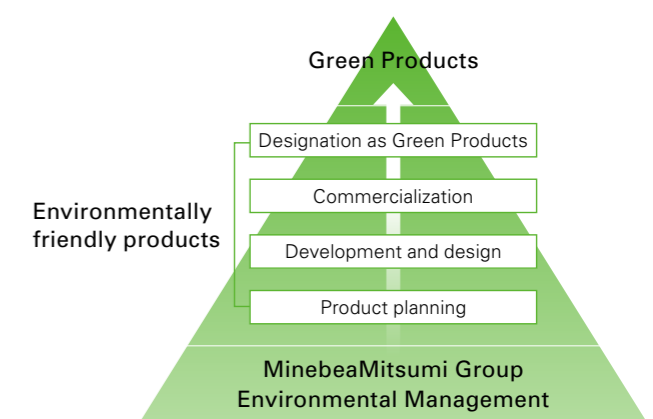 Green Products
Designation as Green Products
Commercialization
Environmentally
friendly products
Development and design
Product planning
MinebeaMitsumi Group
Environmental Management